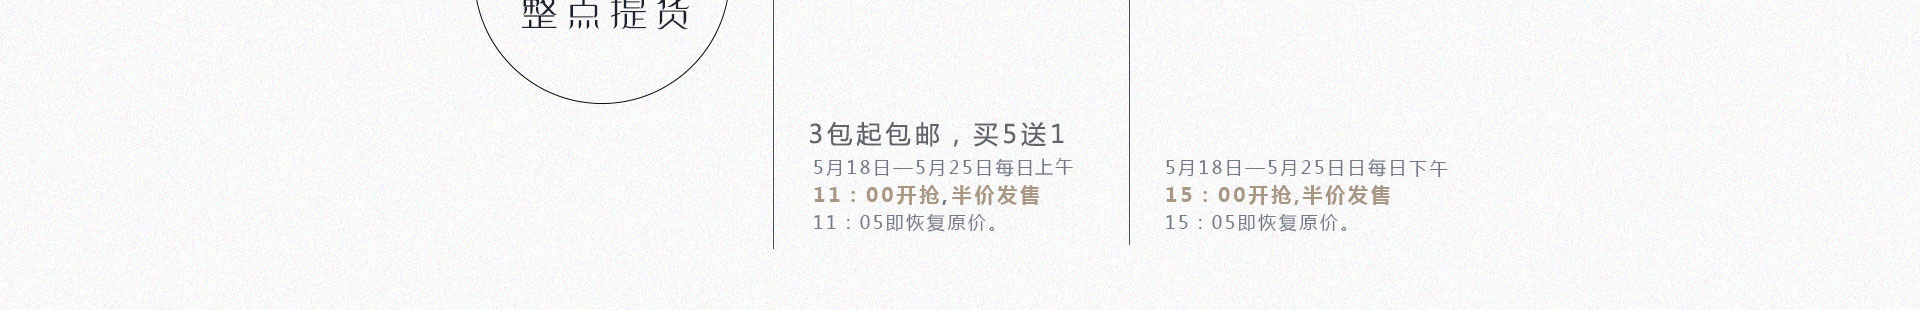 整点提货
3包起包邮，买5送1
5月18日—5月25日每日上午
11：00开抢,半价发售
11：05即恢复原价。
5月18日—5月25日日每日下午
15：00开抢,半价发售
15：05即恢复原价。